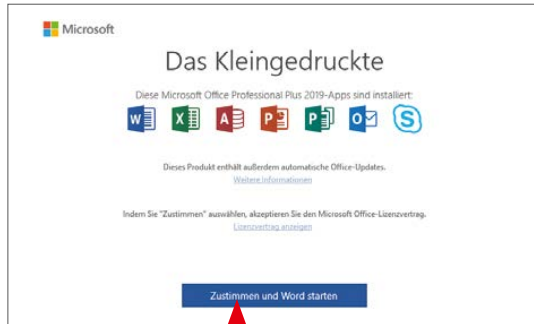 Microsoft
Das Kleingedruckte
Diese Microsoft Office Professional Plus 2019-Apps sind installiert:
W X A P P O S
Dieses Produkt enthält außerdem automatische Office-Updates.
Weitere Informationen
Indem Sie "Zustimmen" auswählen, akzeptieren Sie den Microsoft Office-Lizenzvertrag.
Lizenzvertrag anzeigen
Zustimmen und Word starten